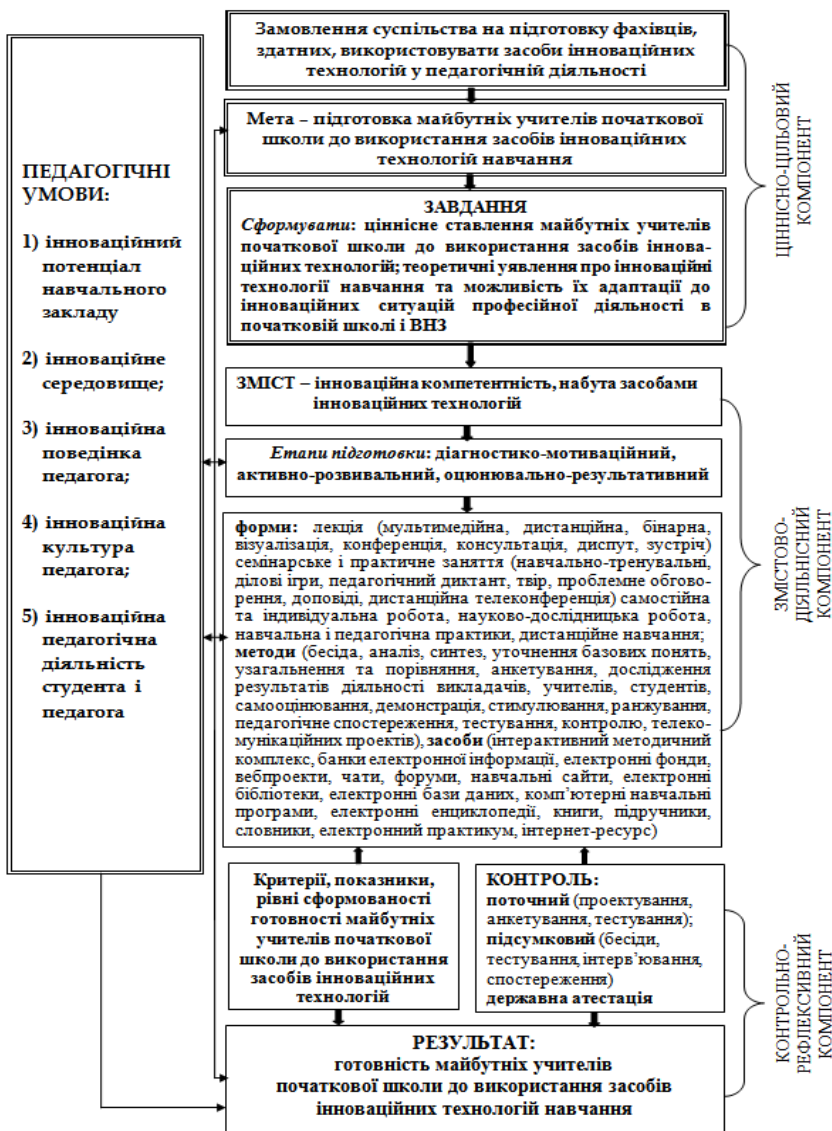 Замовлення суспільства на підготовку фахівців,
здатних, використовувати засоби інноваційних
технологій у педагогічній діяльності
Мета – підготовка майбутніх учителів початкової
школи до використання засобів інноваційних
технологій навчання
ЗАВДАННЯ
Сформувати: ціннісне ставлення майбутніх учителів
початкової школи до використання засобів іннова-
ційних технологій; теоретичні уявлення про інноваційні
технології навчання та можливість їх адаптації до
інноваційних ситуацій професійної діяльності в
початковій школі і ВНЗ
ЦІННІСНО-ЦІЛЬОВИЙ
КОМПОНЕНТ
ПЕДАГОГІЧНІ
УМОВИ:
1) інноваційний
потенціал
навчального
закладу
2) інноваційне
середовище;
3) інноваційна
поведінка
педагога;
4) інноваційна
культура
педагога;
5) інноваційна
педагогічна
діяльність
студента і
педагога
ЗМІСТ – інноваційна компетентність, набута засобами
інноваційних технологій
Етапи підготовки: діагностико-мотиваційний,
активно-розвивальний, оцюнювально-результативний
форми: лекція (мультимедійна, дистанційна, бінарна,
візуалізація, конференція, консультація, диспут, зустріч)
семінарське і практичне заняття (навчально-тренувальні,
ділові ігри, педагогічний диктант, твір, проблемне обгово-
рення, доповіді, дистанційна телеконференція) самостійна
та індивідуальна робота, науково-дослідницька робота,
навчальна і педагогічна практики, дистанційне навчання;
методи (бесіда, аналіз, синтез, уточнення базових понять,
узагальнення та порівняння, анкетування, дослідження
результатів діяльності викладачів, учителів, студентів,
самооцінювання, демонстрація, стимулювання, ранжування,
педагогічне спостереження, тестування, контролю, телеко-
мунікаційних проектів), засоби (інтерактивний методичний
комплекс, банки електронної інформації, електронні фонди,
вебпроекти, чати, форуми, навчальні сайти, електронні
бібліотеки, електронні бази даних, комп’ютерні навчальні
програми, електронні енциклопедії, книги, підручники,
словники, електронний практикум, інтернет-ресурс)
ЗМІСТОВО-
ДІЯЛЬНІСНИЙ
КОМПОНЕНТ
Критерії, показники,
рівні сформованості
готовності майбутніх
учителів початкової
школи до використання
засобів інноваційних
технологій
КОНТРОЛЬ:
поточний (проектування,
анкетування, тестування);
підсумковий (бесіди,
тестування, інтерв’ювання,
спостереження)
державна атестація
КОНТРОЛЬНО-
РЕФЛЕКСИВНИЙ
КОМПОНЕНТ
РЕЗУЛЬТАТ:
готовність майбутніх учителів
початкової школи до використання засобів
інноваційних технологій навчання